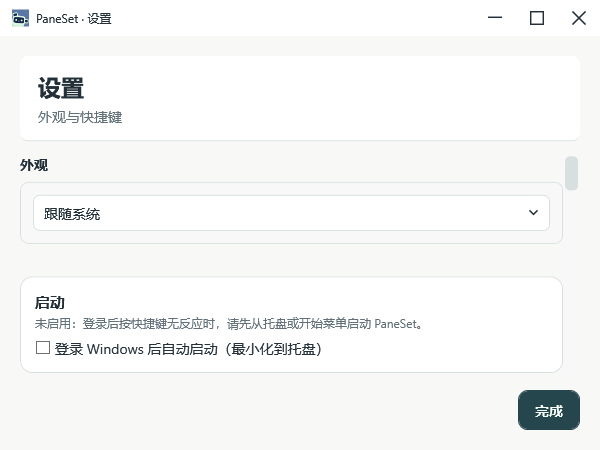 PaneSet · 设置
设置
外观与快捷键
外观
跟随系统
启动
未启用：登录后按快捷键无反应时，请先从托盘或开始菜单启动 PaneSet。
登录 Windows 后自动启动（最小化到托盘）
完成